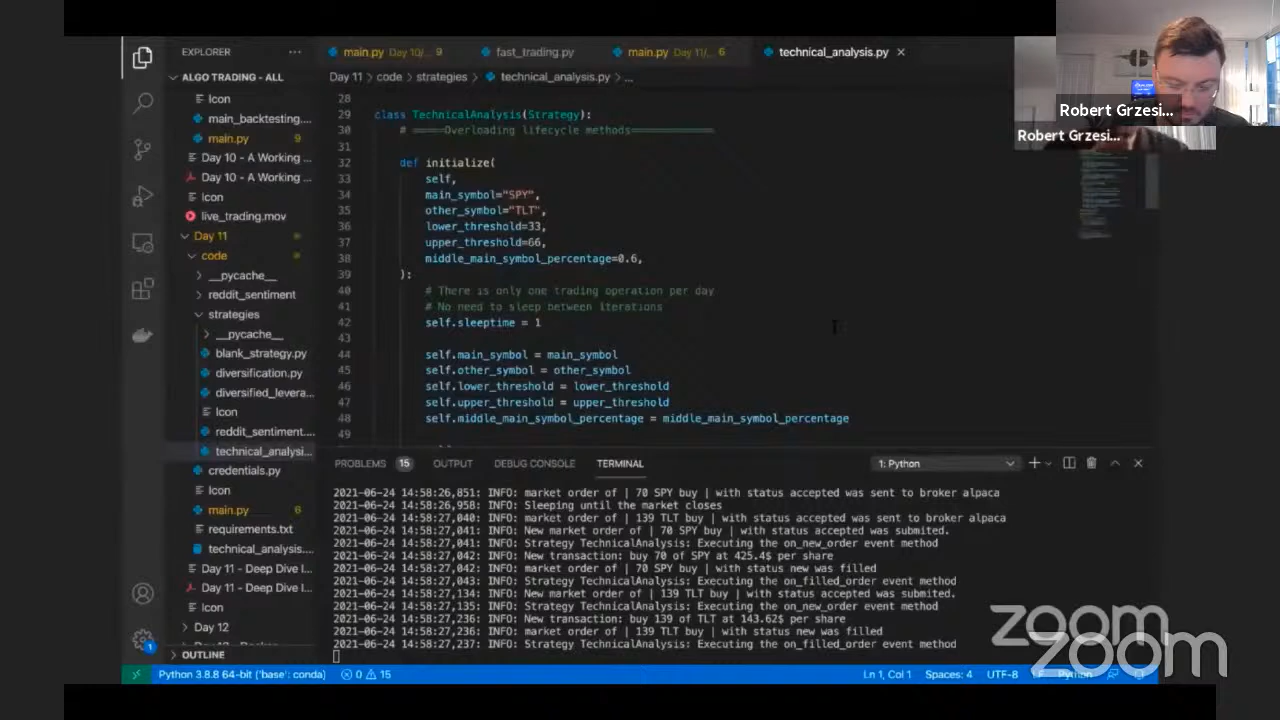 EXPLORER
ALGO TRADING - ALL
Icon
main_backtesting....
main.py 9
Day 10 - A Working ...
Day 10 - A Working ...
Icon
live_trading.mov
Day 11
code
__pycache__
reddit_sentiment
strategies
__pycache__
blank_strategy.py
diversification.py
diversified_levera...
Icon
reddit_sentiment....
technical_analysi...
credentials.py
Icon
main.py 6
requirements.txt
technical_analysis....
Day 11 - Deep Dive I...
Day 11 - Deep Dive I...
Icon
Day 12
OUTLINE
main.py Day 10/... 9
fast_trading.py
main.py Day 11/... 6
technical_analysis.py
Day 11 > code > strategies > technical_analysis.py > ...
28
29 class TechnicalAnalysis(Strategy):
30 # =====Overloading lifecycle methods=============
31
32 def initialize(
33 self,
34 main_symbol="SPY",
35 other_symbol="TLT",
36 lower_threshold=33,
37 upper_threshold=66,
38 middle_main_symbol_percentage=0.6,
39 ):
40 # There is only one trading operation per day
41 # No need to sleep between iterations
42 self.sleeptime = 1
43
44 self.main_symbol = main_symbol
45 self.other_symbol = other_symbol
46 self.lower_threshold = lower_threshold
47 self.upper_threshold = upper_threshold
48 self.middle_main_symbol_percentage = middle_main_symbol_percentage
49
PROBLEMS 15 OUTPUT DEBUG CONSOLE TERMINAL 1: Python
2021-06-24 14:58:26,851: INFO: market order of | 70 SPY buy | with status accepted was sent to broker alpaca
2021-06-24 14:58:26,958: INFO: Sleeping until the market closes
2021-06-24 14:58:27,040: INFO: market order of | 139 TLT buy | with status accepted was sent to broker alpaca
2021-06-24 14:58:27,041: INFO: New market order of | 70 SPY buy | with status accepted was submited.
2021-06-24 14:58:27,041: INFO: Strategy TechnicalAnalysis: Executing the on_new_order event method
2021-06-24 14:58:27,042: INFO: New transaction: buy 70 of SPY at 425.4$ per share
2021-06-24 14:58:27,042: INFO: market order of | 70 SPY buy | with status new was filled
2021-06-24 14:58:27,043: INFO: Strategy TechnicalAnalysis: Executing the on_filled_order event method
2021-06-24 14:58:27,134: INFO: New market order of | 139 TLT buy | with status accepted was submited.
2021-06-24 14:58:27,135: INFO: Strategy TechnicalAnalysis: Executing the on_new_order event method
2021-06-24 14:58:27,236: INFO: New transaction: buy 139 of TLT at 143.62$ per share
2021-06-24 14:58:27,236: INFO: market order of | 139 TLT buy | with status new was filled
2021-06-24 14:58:27,237: INFO: Strategy TechnicalAnalysis: Executing the on_filled_order event method
Python 3.8.8 64-bit ('base': conda) 0 15 Ln 1, Col 1 Spaces: 4 UTF-8 LF Python
1
Robert Grzesi...
Robert Grzesi...
zoom
zoom